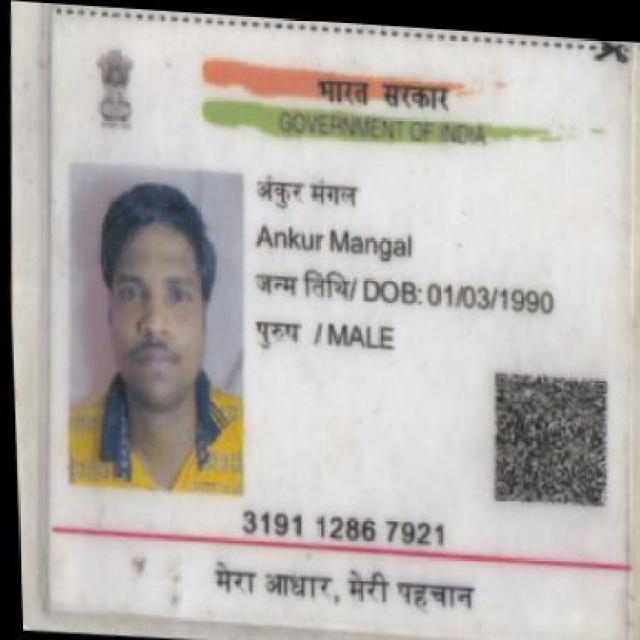 भारत सरकार
GOVERNMENT OF INDIA
अंकुर मंगल
Ankur Mangal
जन्म तिथि/ DOB: 01/03/1990
पुरुष / MALE
3191 1286 7921
मेरा आधार, मेरी पहचान